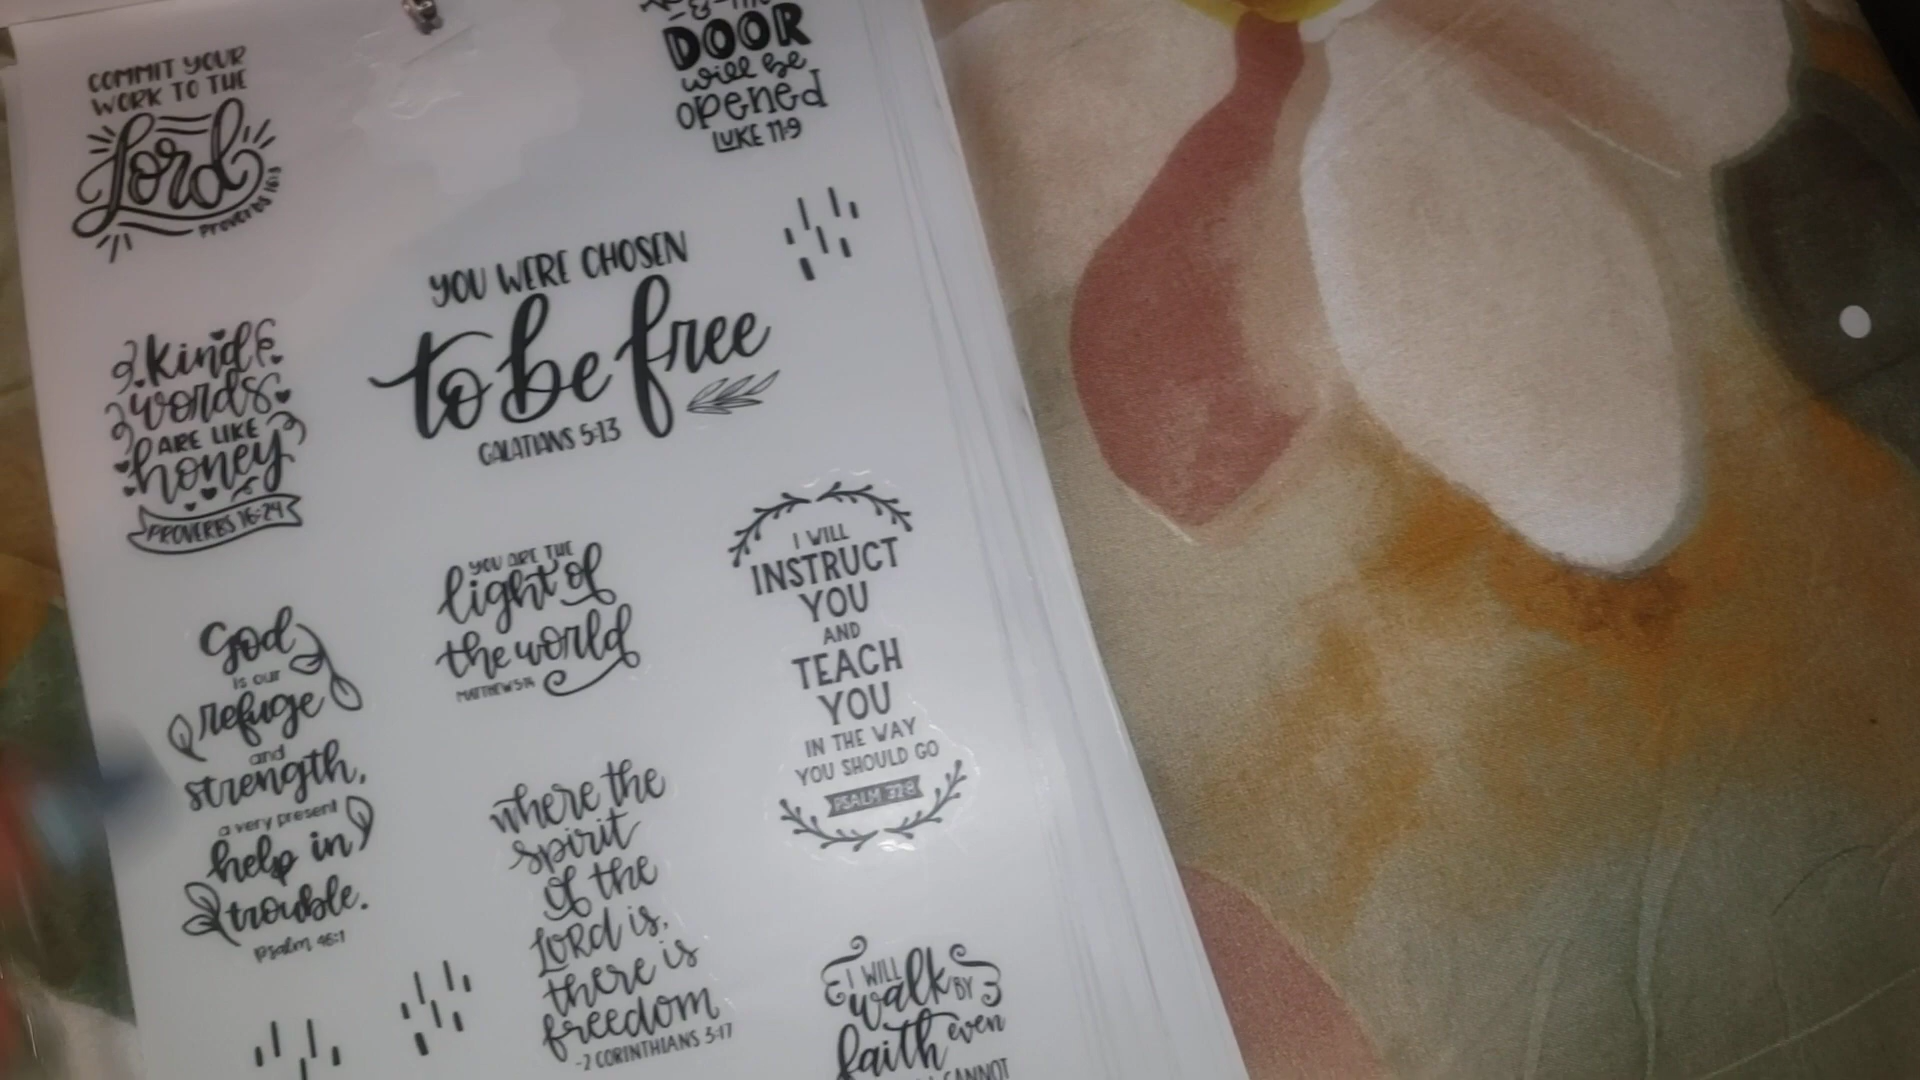 COMMIT YOUR
WORK TO THE
Lord
Proverbs 16:3
DOOR
will be
opened
LUKE 11:9
YOU WERE CHOSEN
to be free
GALATIANS 5:13
kind
words
ARE LIKE
honey
PROVERBS 16:24
YOU ARE THE
light of
the world
MATTHEW 5:14
I WILL
INSTRUCT
YOU
AND
TEACH
YOU
IN THE WAY
YOU SHOULD GO
PSALM 32:8
God
is our
refuge
and
strength,
a very present
help in
trouble.
Psalm 46:1
where the
spirit
of the
LORD is,
there is
freedom
-2 CORINTHIANS 3:17
I WILL
walk BY
faith even
CANNOT